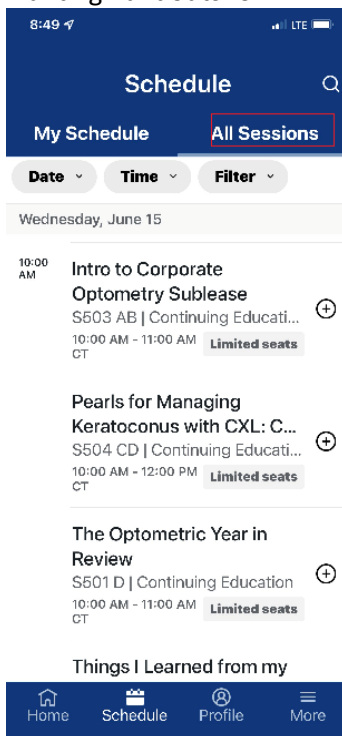 8:49
LTE
Schedule
My Schedule All Sessions
Date Time Filter
Wednesday, June 15
10:00 AM
Intro to Corporate
Optometry Sublease
S503 AB | Continuing Educati...
10:00 AM - 11:00 AM CT
Limited seats
Pearls for Managing
Keratoconus with CXL: C...
S504 CD | Continuing Educati...
10:00 AM - 12:00 PM CT
Limited seats
The Optometric Year in
Review
S501 D | Continuing Education
10:00 AM - 11:00 AM CT
Limited seats
Things I Learned from my
Home Schedule Profile More